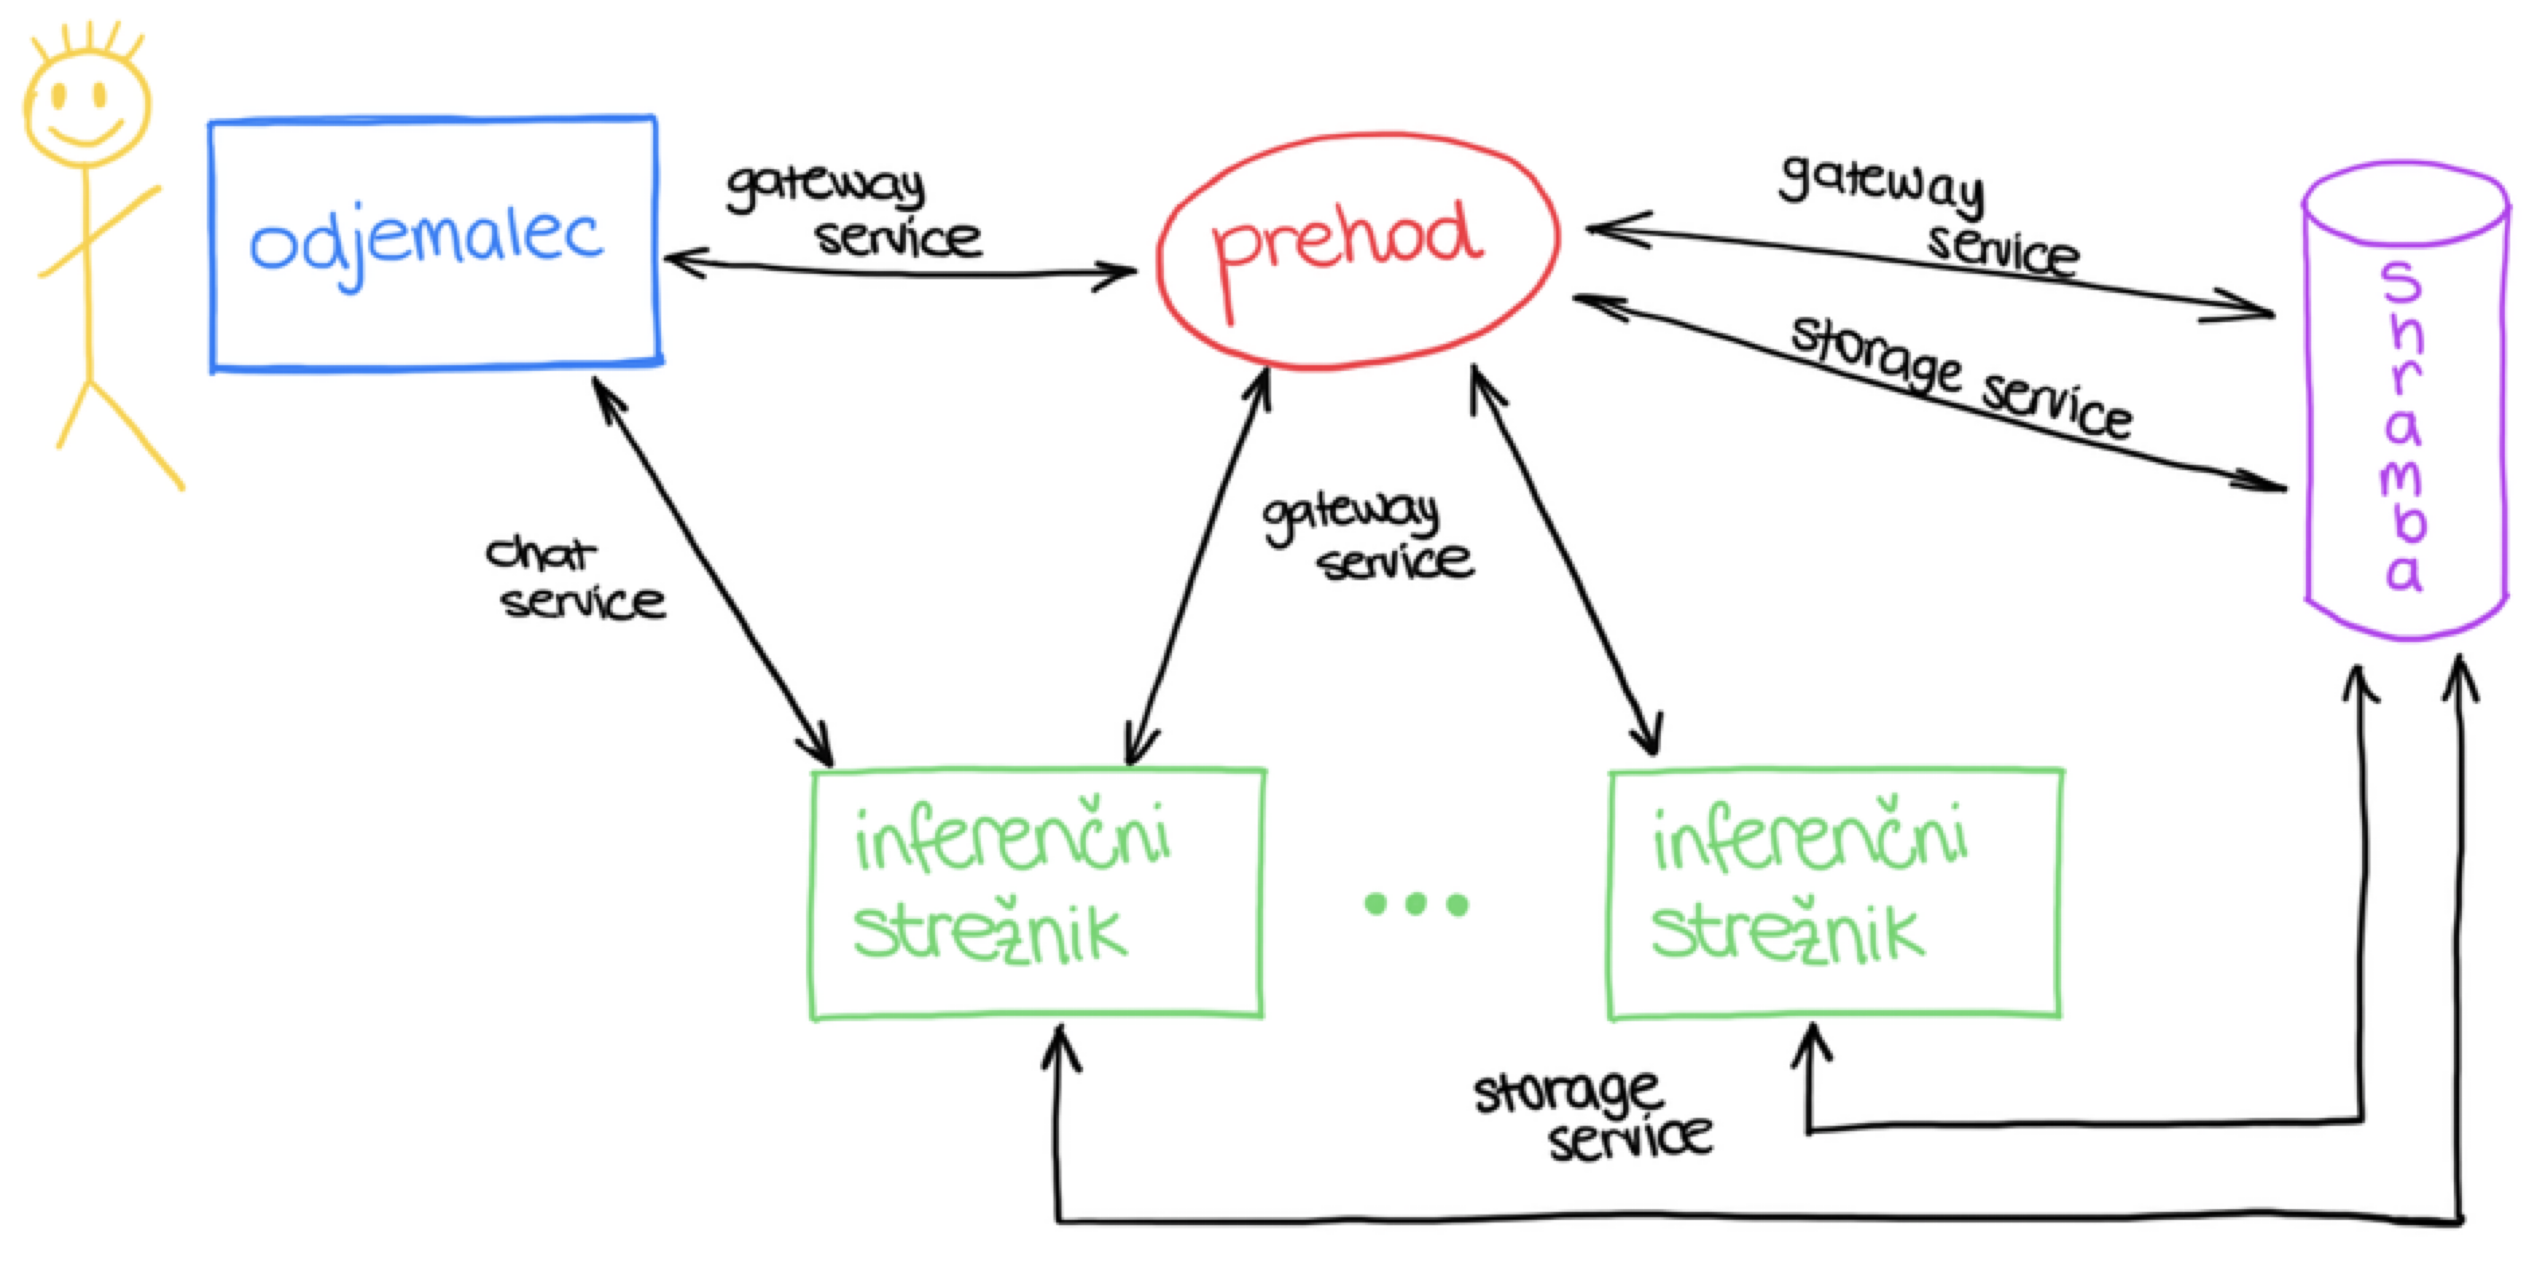 odjemalec
gateway
service
prehod
gateway
service
storage service
shramba
chat
service
gateway
service
inferenčni
strežnik
inferenčni
strežnik
storage
service